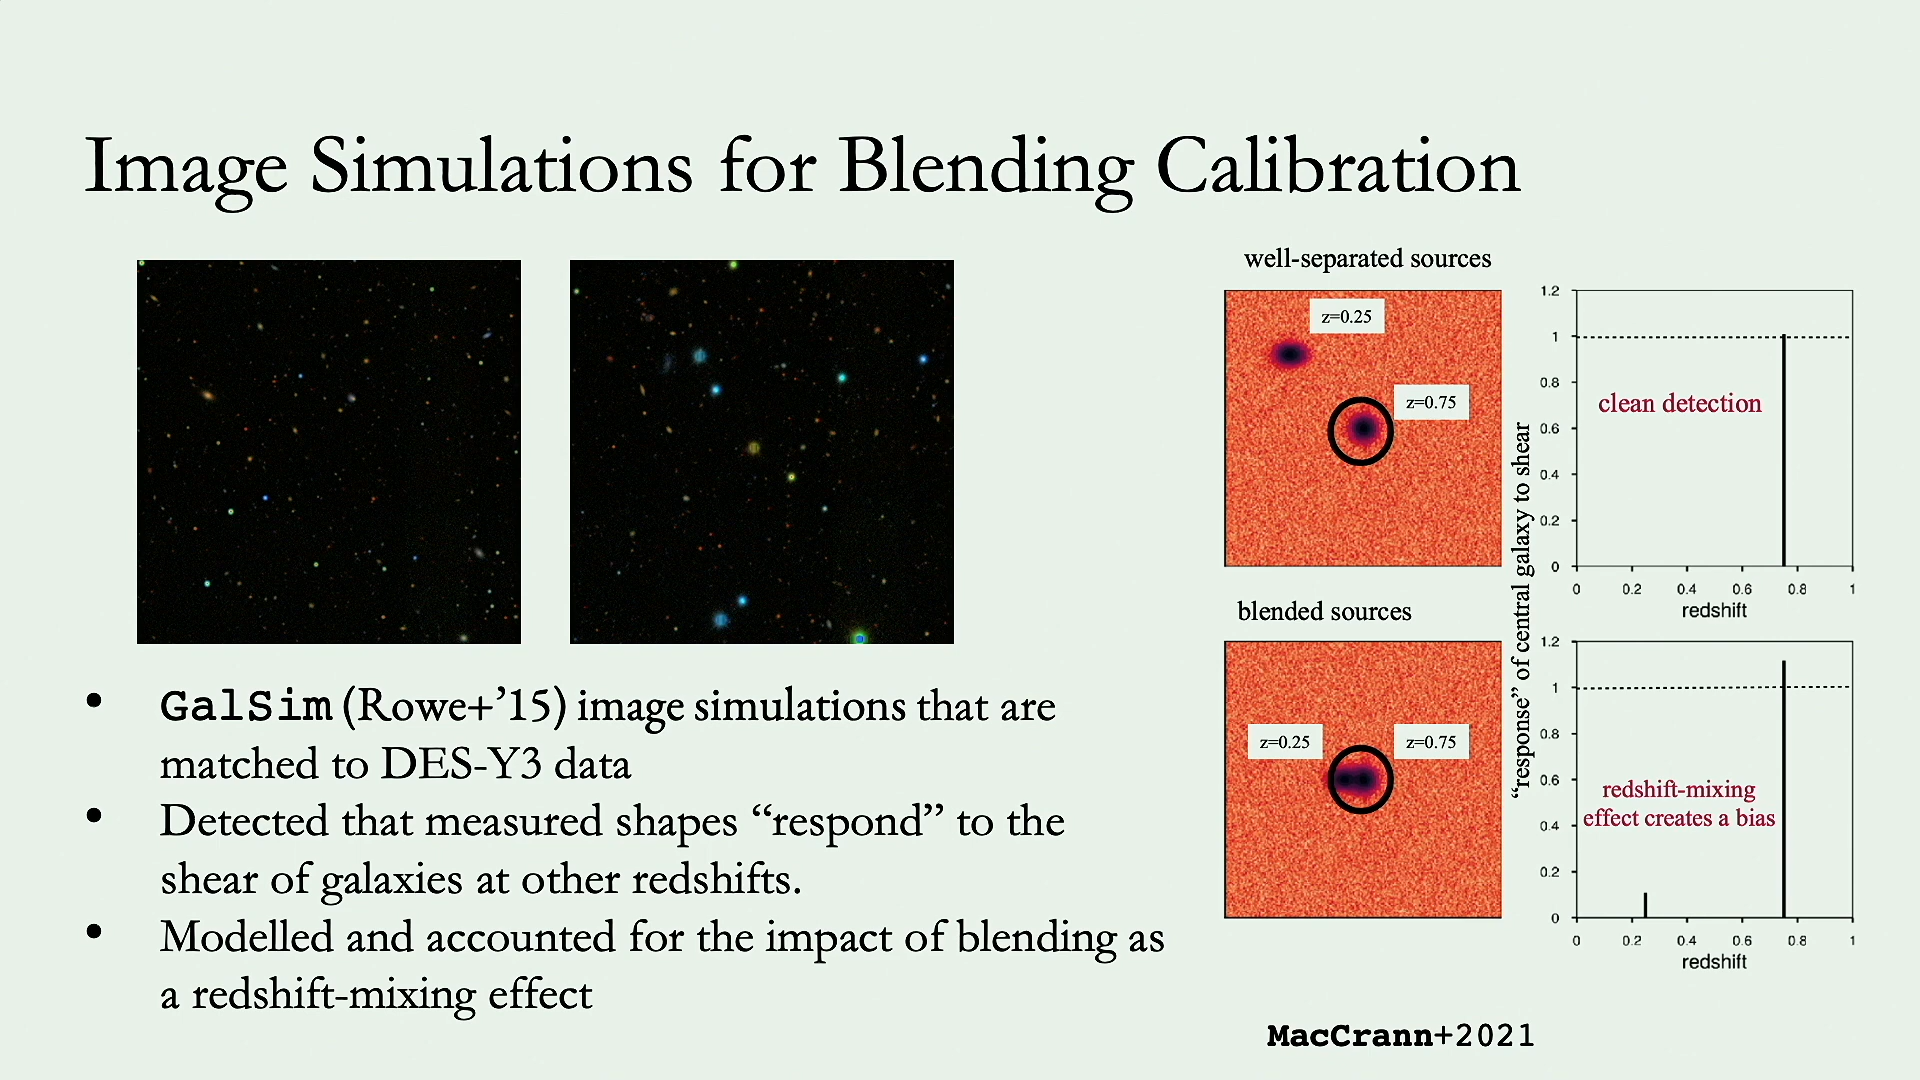 Image Simulations for Blending Calibration
• GalSim (Rowe+’15) image simulations that are
matched to DES-Y3 data
• Detected that measured shapes “respond” to the
shear of galaxies at other redshifts.
• Modelled and accounted for the impact of blending as
a redshift-mixing effect
well-separated sources
z=0.25
z=0.75
“response” of central galaxy to shear
1.2
1
0.8
0.6
0.4
0.2
0
clean detection
0 0.2 0.4 0.6 0.8 1
redshift
blended sources
z=0.25
z=0.75
1.2
1
0.8
0.6
0.4
0.2
0
redshift-mixing
effect creates a bias
0 0.2 0.4 0.6 0.8 1
redshift
MacCrann+2021